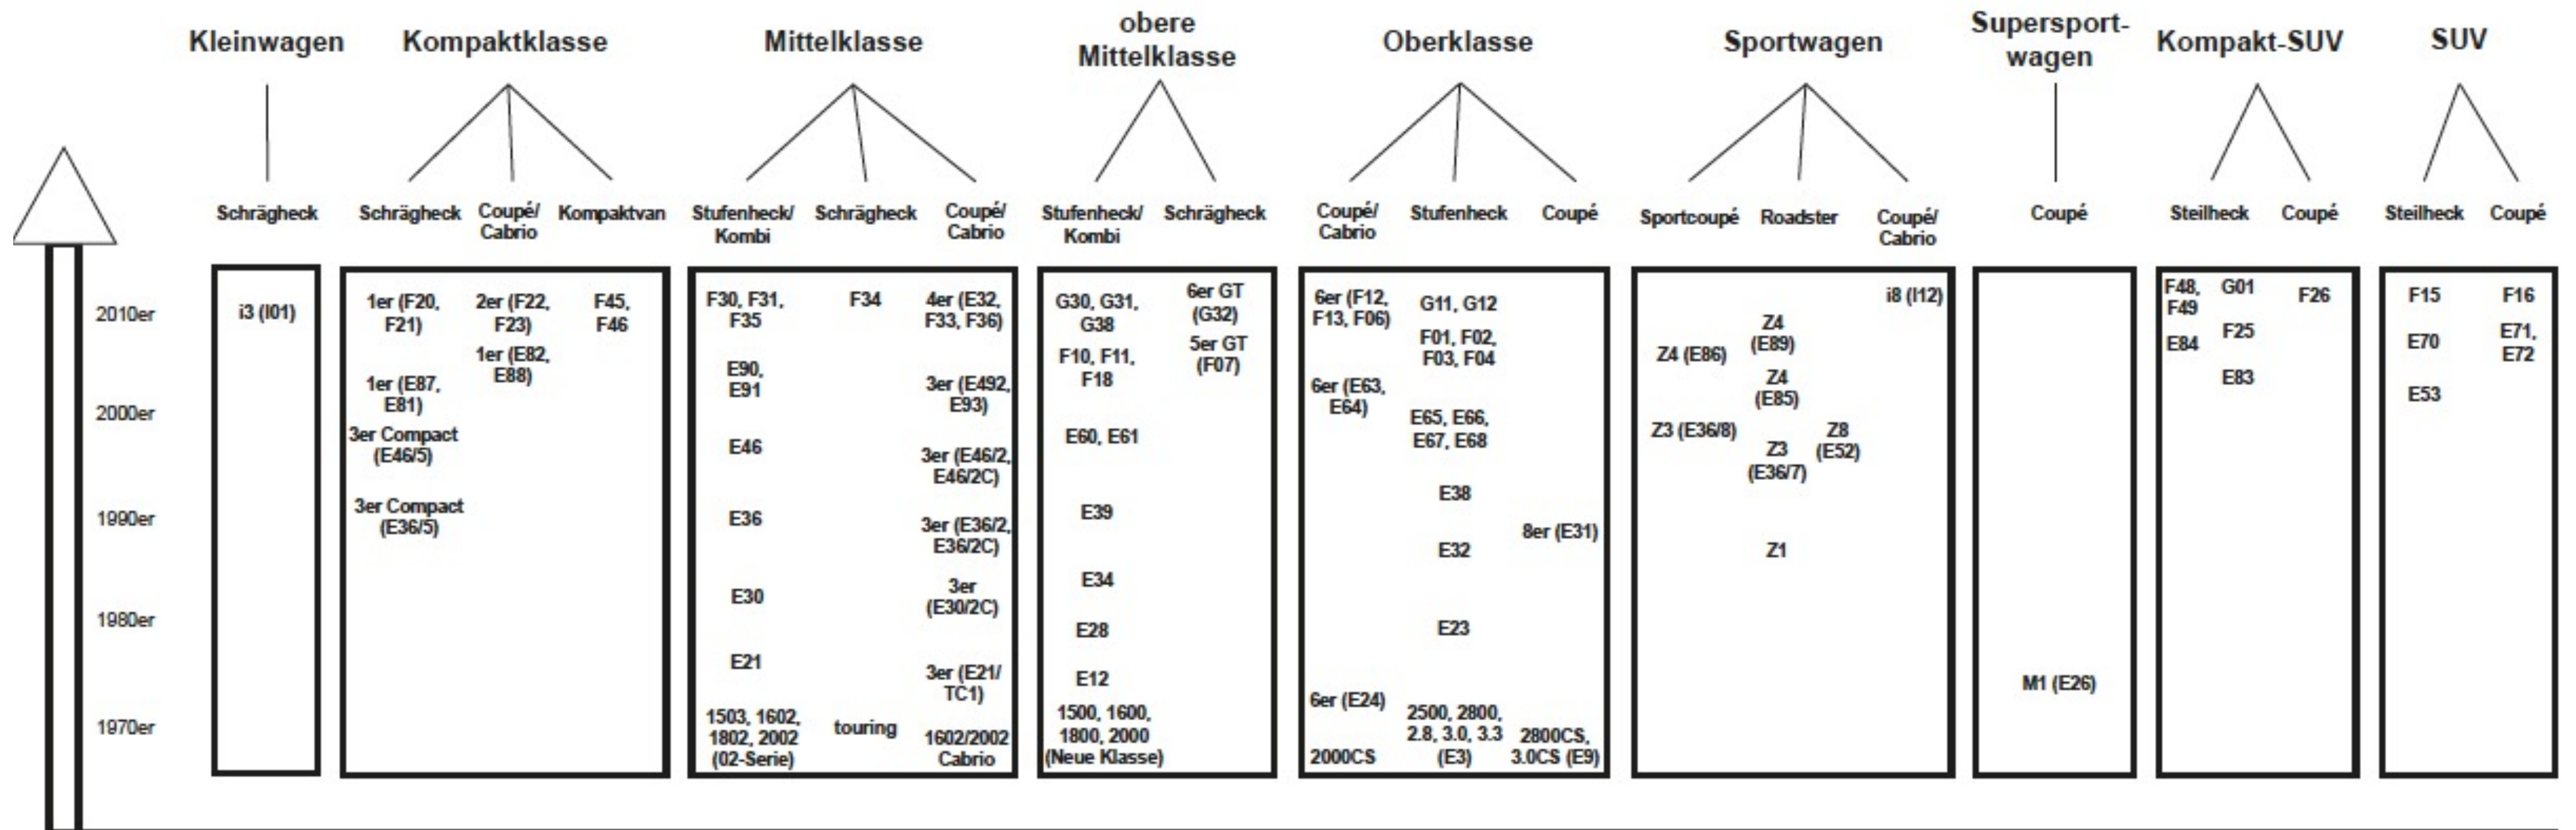 Kleinwagen
Kompaktklasse
Mittelklasse
obere
Mittelklasse
Oberklasse
Sportwagen
Supersport-
wagen
Kompakt-SUV
SUV
Schrägheck
Schrägheck
Coupé/
Cabrio
Kompaktvan
Stufenheck/
Kombi
Schrägheck
Coupé/
Cabrio
Stufenheck/
Kombi
Schrägheck
Coupé/
Cabrio
Stufenheck
Coupé
Sportcoupé
Roadster
Coupé/
Cabrio
Coupé
Steilheck
Coupé
Steilheck
Coupé
2010er
2000er
1990er
1980er
1970er
i3 (I01)
1er (F20,
F21)
1er (E87,
E81)
3er Compact
(E46/5)
3er Compact
(E36/5)
2er (F22,
F23)
1er (E82,
E88)
F45,
F46
F30, F31,
F35
E90,
E91
E46
E36
E30
E21
1503, 1602,
1802, 2002
(02-Serie)
F34
touring
4er (E32,
F33, F36)
3er (E492,
E93)
3er (E46/2,
E46/2C)
3er (E36/2,
E36/2C)
3er
(E30/2C)
3er (E21/
TC1)
1602/2002
Cabrio
G30, G31,
G38
F10, F11,
F18
E60, E61
E39
E34
E28
E12
1500, 1600,
1800, 2000
(Neue Klasse)
6er GT
(G32)
5er GT
(F07)
6er (F12,
F13, F06)
6er (E63,
E64)
6er (E24)
2000CS
G11, G12
F01, F02,
F03, F04
E65, E66,
E67, E68
E38
E32
E23
2500, 2800,
2.8, 3.0, 3.3
(E3)
8er (E31)
2800CS,
3.0CS (E9)
Z4 (E86)
Z3 (E36/8)
Z4
(E89)
Z4
(E85)
Z3
(E36/7)
Z1
i8 (I12)
Z8
(E52)
M1 (E26)
F48,
F49
E84
G01
F25
E83
F26
F15
E70
E53
F16
E71,
E72